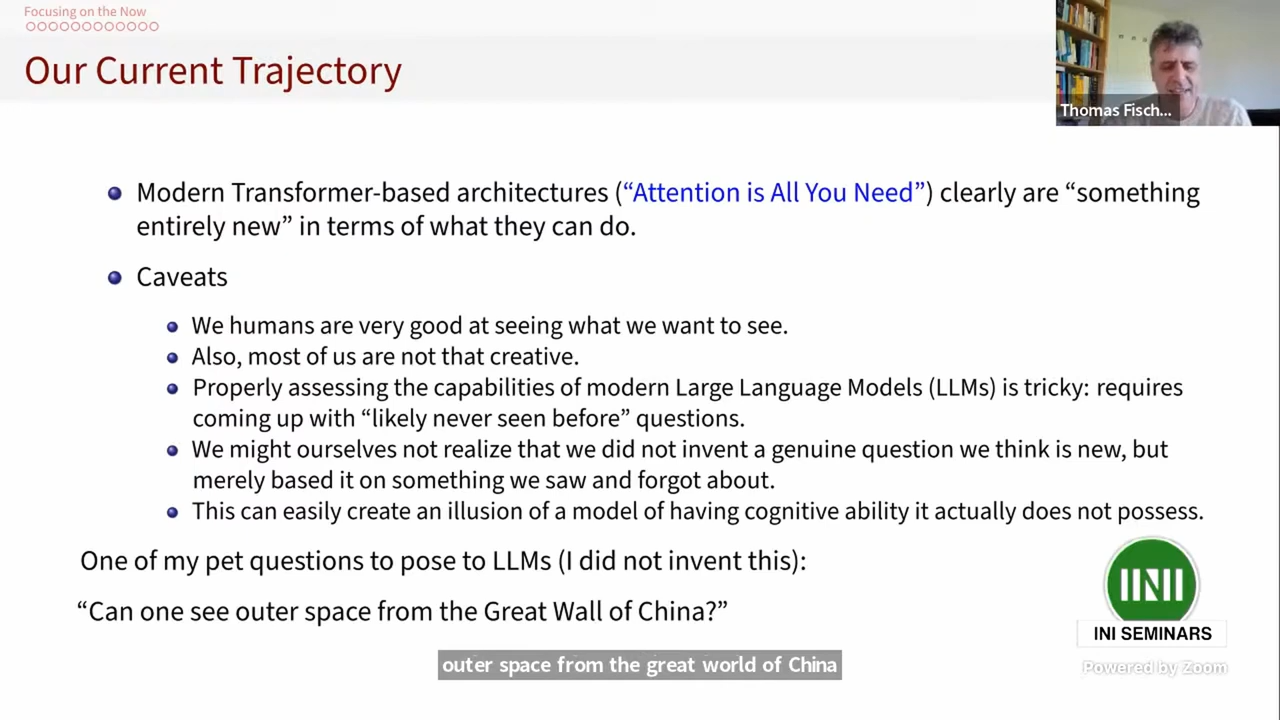 Focusing on the Now
Our Current Trajectory
Thomas Fisch...
Modern Transformer-based architectures (“Attention is All You Need”) clearly are “something
entirely new” in terms of what they can do.
Caveats
We humans are very good at seeing what we want to see.
Also, most of us are not that creative.
Properly assessing the capabilities of modern Large Language Models (LLMs) is tricky: requires
coming up with “likely never seen before” questions.
We might ourselves not realize that we did not invent a genuine question we think is new, but
merely based it on something we saw and forgot about.
This can easily create an illusion of a model of having cognitive ability it actually does not possess.
One of my pet questions to pose to LLMs (I did not invent this):
“Can one see outer space from the Great Wall of China?”
INI SEMINARS
outer space from the great world of China
Powered by Zoom